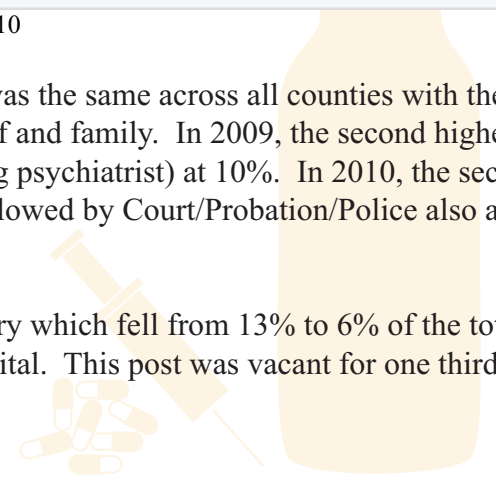 10
was the same across all counties with the
f and family. In 2009, the second highe
g psychiatrist) at 10%. In 2010, the sec
lowed by Court/Probation/Police also a
ry which fell from 13% to 6% of the to
ital. This post was vacant for one third